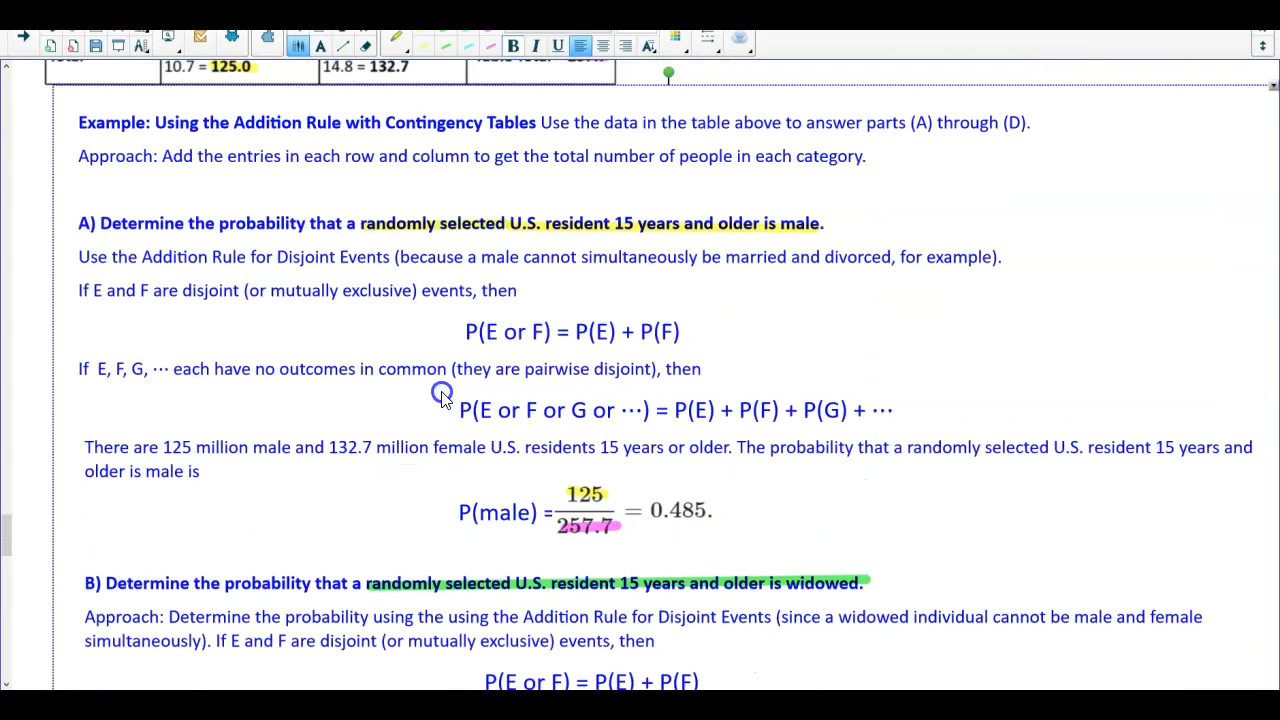 B I U
10.7 = 125.0 14.8 = 132.7
Example: Using the Addition Rule with Contingency Tables Use the data in the table above to answer parts (A) through (D).
Approach: Add the entries in each row and column to get the total number of people in each category.
A) Determine the probability that a randomly selected U.S. resident 15 years and older is male.
Use the Addition Rule for Disjoint Events (because a male cannot simultaneously be married and divorced, for example).
If E and F are disjoint (or mutually exclusive) events, then
P(E or F) = P(E) + P(F)
If E, F, G, ⋯ each have no outcomes in common (they are pairwise disjoint), then
P(E or F or G or ⋯) = P(E) + P(F) + P(G) + ⋯
There are 125 million male and 132.7 million female U.S. residents 15 years or older. The probability that a randomly selected U.S. resident 15 years and
older is male is
125
P(male) = = 0.485.
257.7
B) Determine the probability that a randomly selected U.S. resident 15 years and older is widowed.
Approach: Determine the probability using the using the Addition Rule for Disjoint Events (since a widowed individual cannot be male and female
simultaneously). If E and F are disjoint (or mutually exclusive) events, then
P(E or F) = P(E) + P(F)